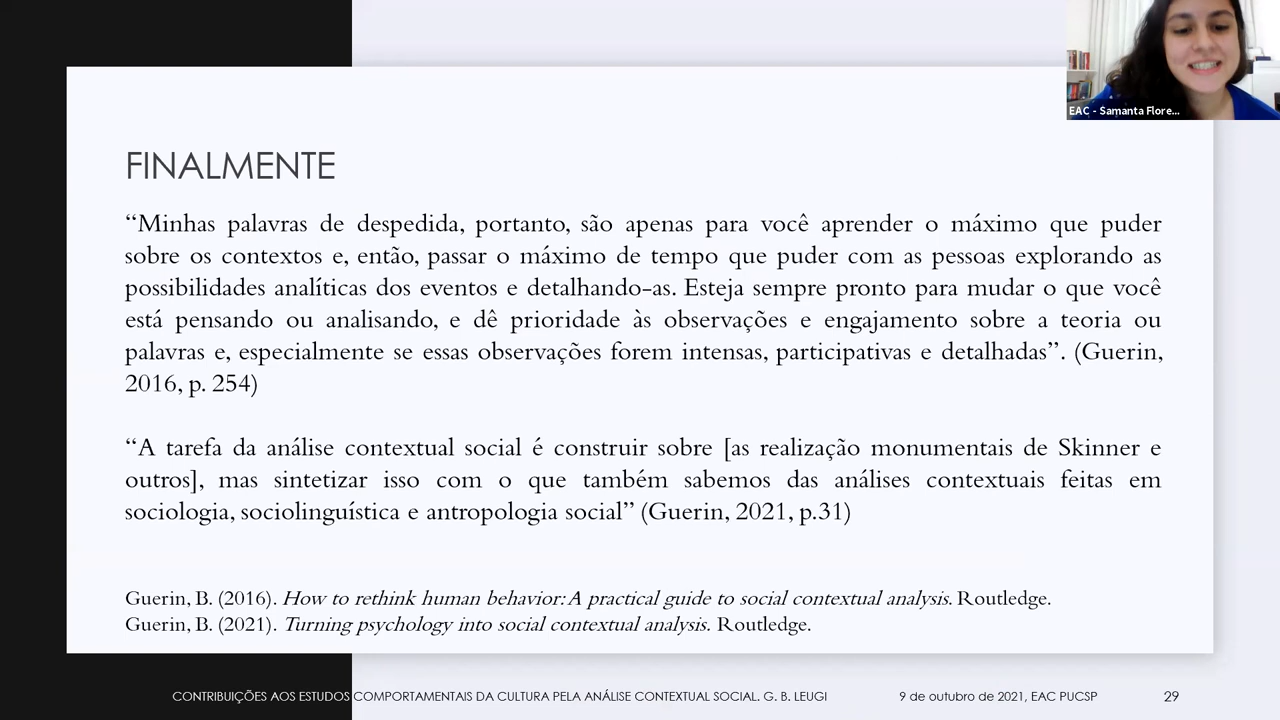 EAC - Samanta Flore...
FINALMENTE
“Minhas palavras de despedida, portanto, são apenas para você aprender o máximo que puder
sobre os contextos e, então, passar o máximo de tempo que puder com as pessoas explorando as
possibilidades analíticas dos eventos e detalhando-as. Esteja sempre pronto para mudar o que você
está pensando ou analisando, e dê prioridade às observações e engajamento sobre a teoria ou
palavras e, especialmente se essas observações forem intensas, participativas e detalhadas”. (Guerin,
2016, p. 254)
“A tarefa da análise contextual social é construir sobre [as realização monumentais de Skinner e
outros], mas sintetizar isso com o que também sabemos das análises contextuais feitas em
sociologia, sociolinguística e antropologia social” (Guerin, 2021, p.31)
Guerin, B. (2016). How to rethink human behavior: A practical guide to social contextual analysis. Routledge.
Guerin, B. (2021). Turning psychology into social contextual analysis. Routledge.
CONTRIBUIÇÕES AOS ESTUDOS COMPORTAMENTAIS DA CULTURA PELA ANÁLISE CONTEXTUAL SOCIAL. G. B. LEUGI 9 de outubro de 2021, EAC PUCSP 29